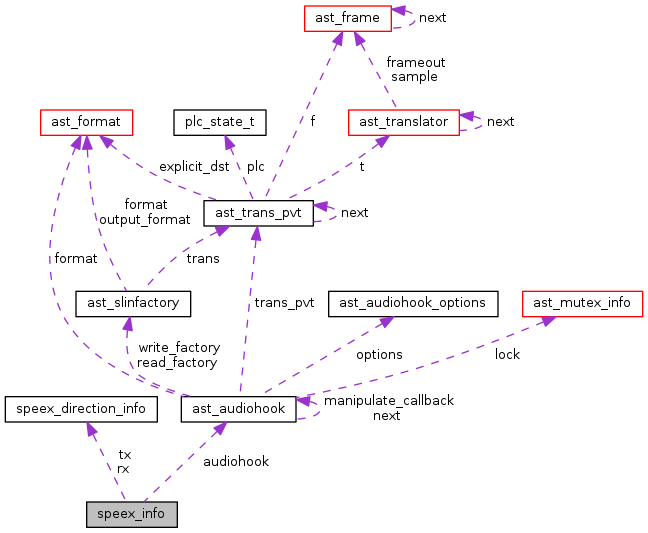 ast_frame
next
frameout
sample
ast_format
plc_state_t
ast_translator
next
f
explicit_dst
plc
t
format
output_format
ast_trans_pvt
next
format
trans
ast_slinfactory
trans_pvt
ast_audiohook_options
ast_mutex_info
write_factory
read_factory
options
lock
speex_direction_info
ast_audiohook
manipulate_callback
next
tx
rx
audiohook
speex_info